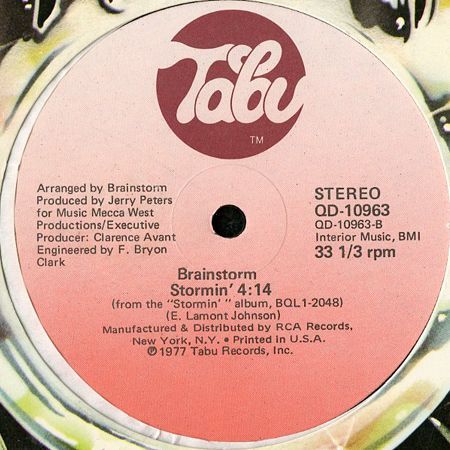 Tabu
TM
Arranged by Brainstorm
Produced by Jerry Peters
for Music Mecca West
Productions/Executive
Producer: Clarence Avant
Engineered by F. Bryon
Clark
STEREO
QD-10963
QD-10963-B
Interior Music, BMI
33 1/3 rpm
Brainstorm
Stormin' 4:14
(from the "Stormin' " album, BQL1-2048)
(E. Lamont Johnson)
Manufactured & Distributed by RCA Records,
New York, N.Y. • Printed in U.S.A.
℗1977 Tabu Records, Inc.